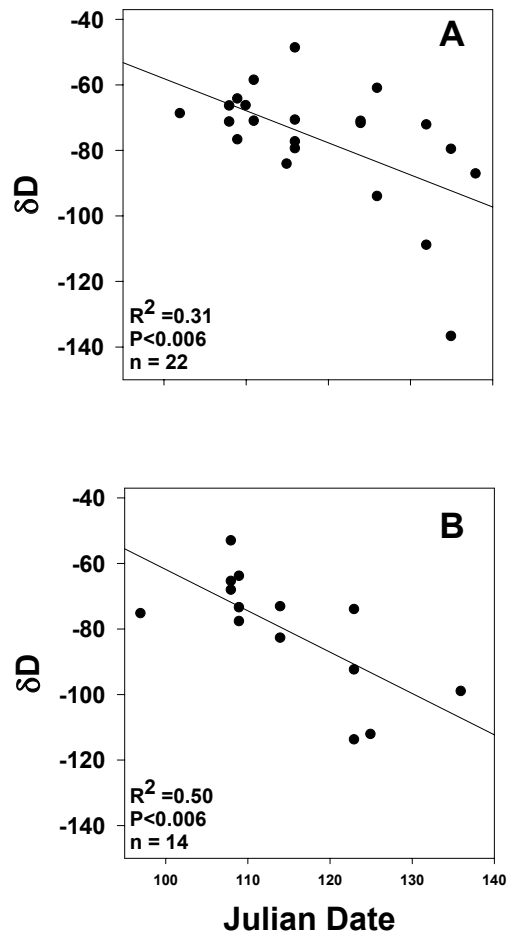 -40
A
-60
-80
δD
-100
-120
-140
R2 =0.31
P<0.006
n = 22
-40
B
-60
-80
δD
-100
-120
-140
R2 =0.50
P<0.006
n = 14
100 110 120 130 140
Julian Date